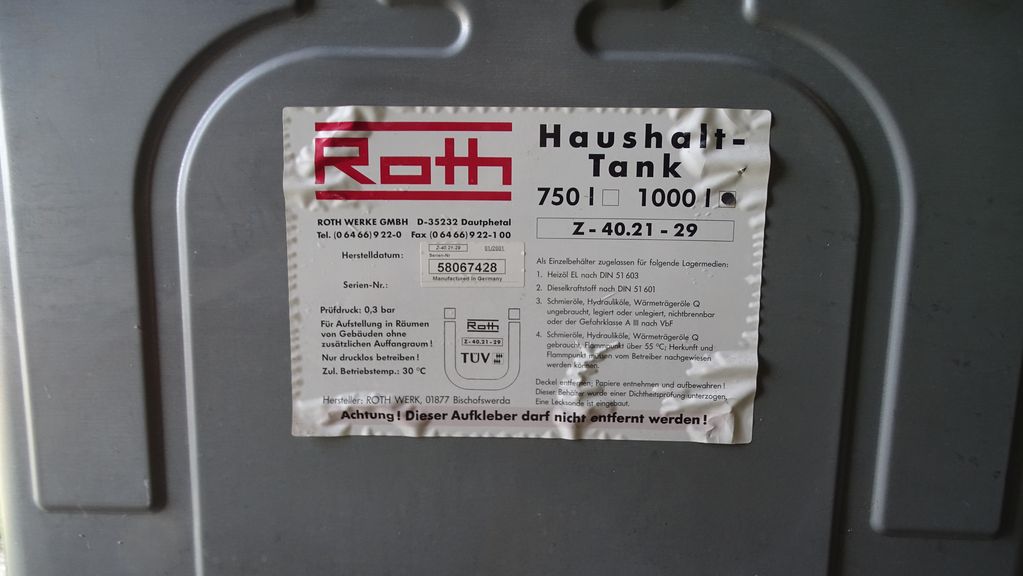 Roth
Haushalt-
Tank
750 l 1000 l
Z - 40.21 - 29
ROTH WERKE GMBH D-35232 Dautphetal
Tel. (0 64 66) 9 22-0 Fax (0 64 66) 9 22-1 00
Herstelldatum:
Z-40.21-29 01/2001
Serien-Nr
58067428
Manufactured in Germany
Serien-Nr.:
Prüfdruck: 0,3 bar
Für Aufstellung in Räumen
von Gebäuden ohne
zusätzlichen Auffangraum !
Nur drucklos betreiben !
Zul. Betriebstemp.: 30 °C
Roth
Z-40.21-29
TÜV
Als Einzelbehälter zugelassen für folgende Lagermedien:
1. Heizöl EL nach DIN 51 603
2. Dieselkraftstoff nach DIN 51 601
3. Schmieröle, Hydrauliköle, Wärmeträgeröle Q
ungebraucht, legiert oder unlegiert, nichtbrennbar
oder der Gefahrklasse A III nach VbF
4. Schmieröle, Hydrauliköle, Wärmeträgeröle Q
gebraucht, Flammpunkt über 55 °C; Herkunft und
Flammpunkt müssen vom Betreiber nachgewiesen
werden können.
Deckel entfernen; Papiere entnehmen und aufbewahren !
Dieser Behälter wurde einer Dichtheitsprüfung unterzogen.
Eine Lecksonde ist eingebaut.
Hersteller: ROTH WERK, 01877 Bischofswerda
Achtung ! Dieser Aufkleber darf nicht entfernt werden !